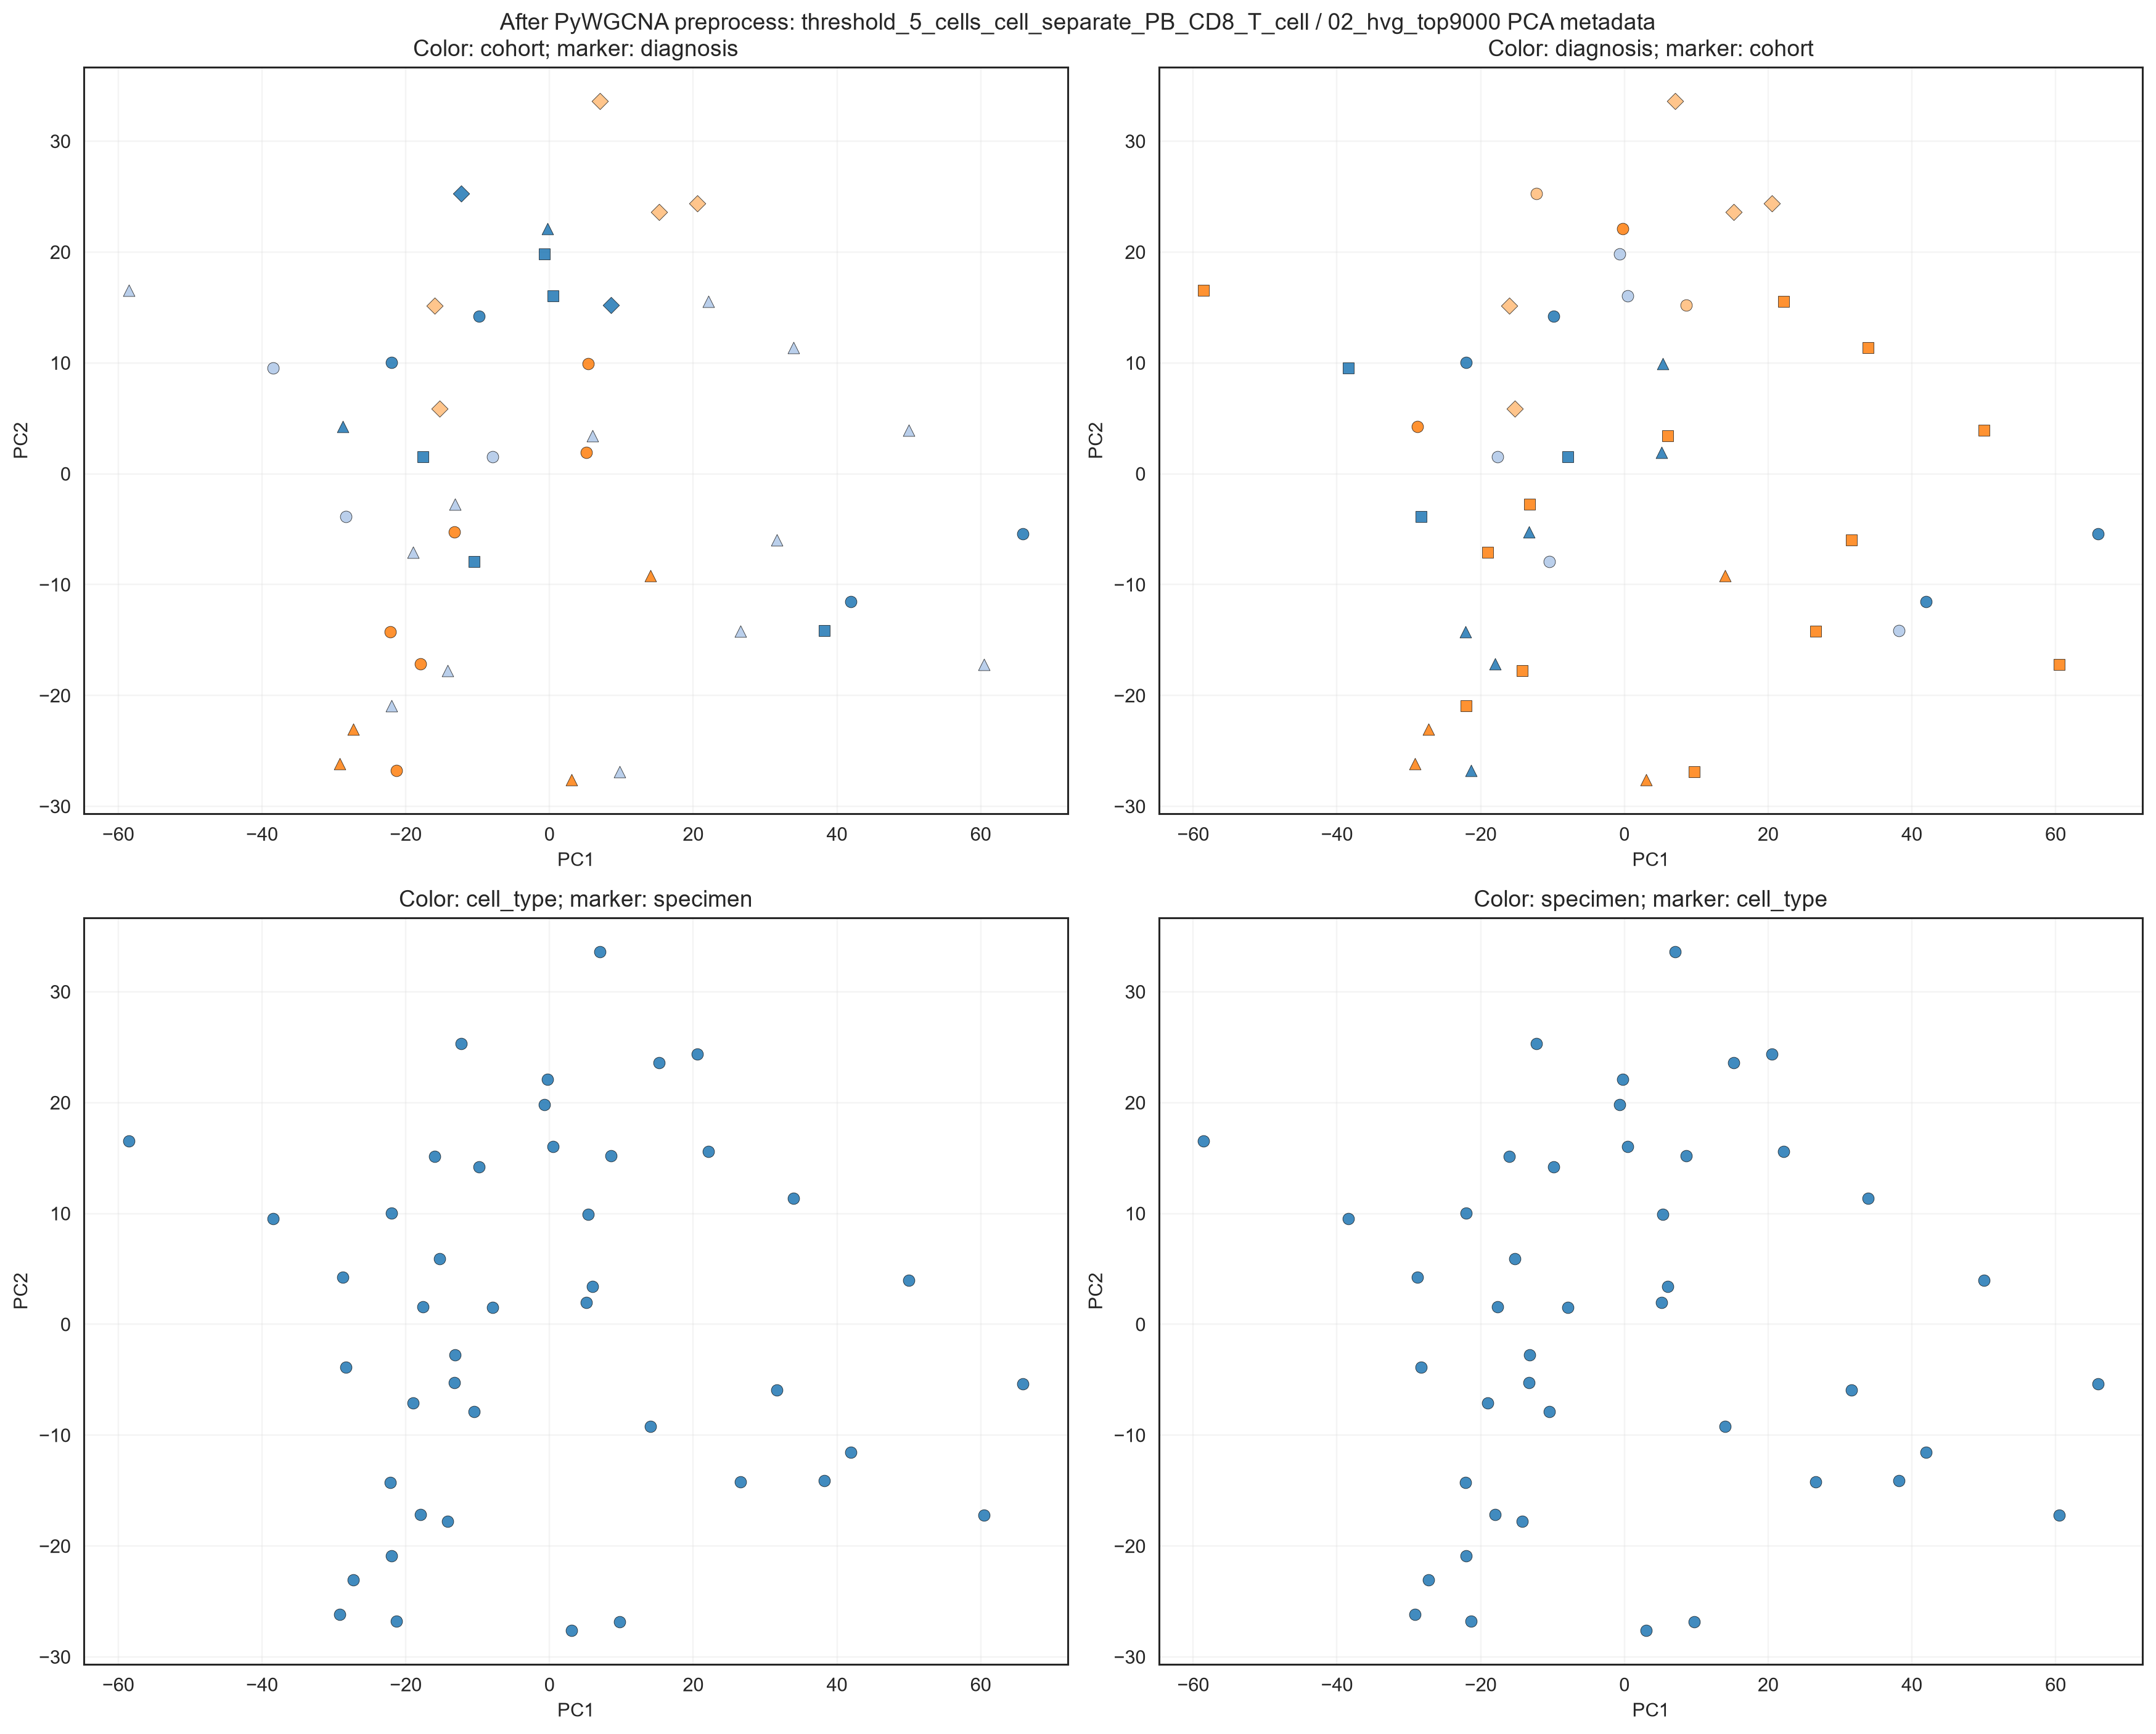 After PyWGCNA preprocess: threshold_5_cells_cell_separate_PB_CD8_T_cell / 02_hvg_top9000 PCA metadata
Color: cohort; marker: diagnosis
30
20
10
0
−10
−20
−30
PC2
−60 −40 −20 0 20 40 60
PC1
Color: diagnosis; marker: cohort
30
20
10
0
−10
−20
−30
PC2
−60 −40 −20 0 20 40 60
PC1
Color: cell_type; marker: specimen
30
20
10
0
−10
−20
−30
PC2
−60 −40 −20 0 20 40 60
PC1
Color: specimen; marker: cell_type
30
20
10
0
−10
−20
−30
PC2
−60 −40 −20 0 20 40 60
PC1